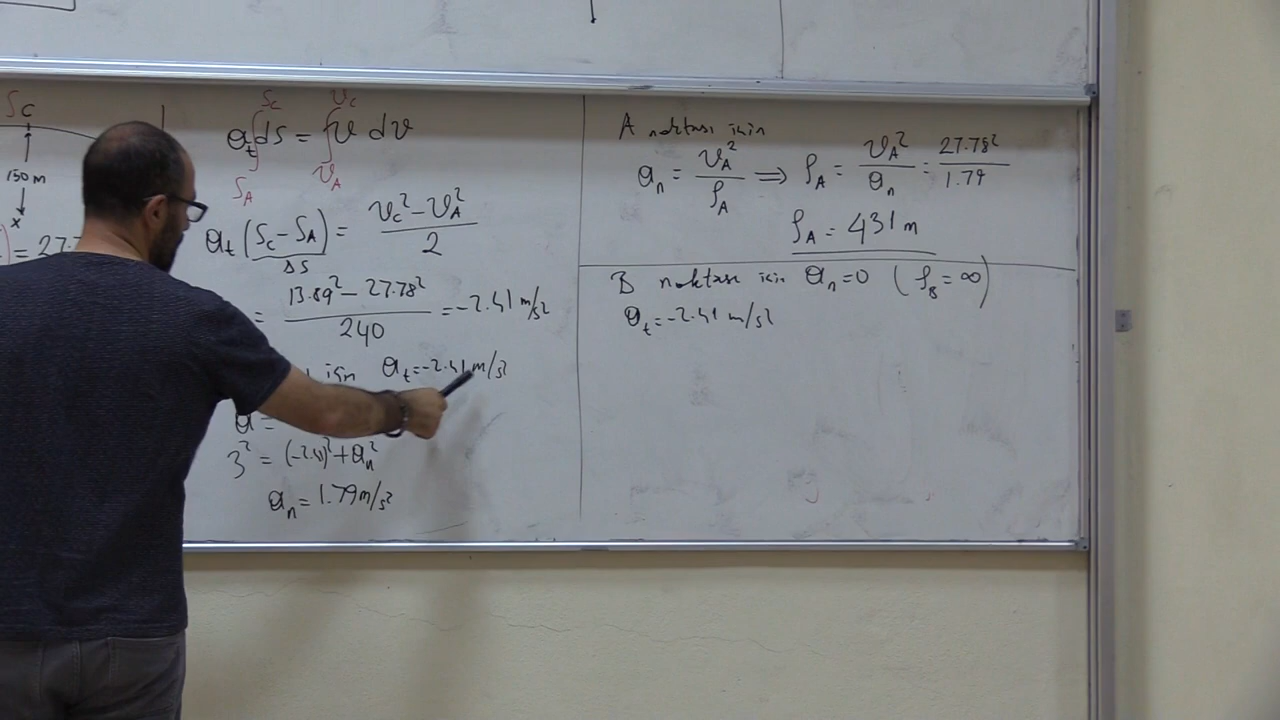 S_C
150 m
x
= 27.7
a_t ∫_{S_A}^{S_C} ds = ∫_{v_A}^{v_C} v dv
a_t (S_C - S_A) = (v_C² - v_A²) / 2
Δs
= (13.89² - 27.78²) / 240 = -2.41 m/s²
için a_t = -2.41 m/s²
a =
3² = (-2.41)² + a_n²
a_n = 1.79 m/s²
A noktası için
a_n = v_A² / ρ_A ⟹ ρ_A = v_A² / a_n = 27.78² / 1.79
ρ_A = 431 m
B noktası için a_n = 0 (ρ_B = ∞)
a_t = -2.41 m/s²